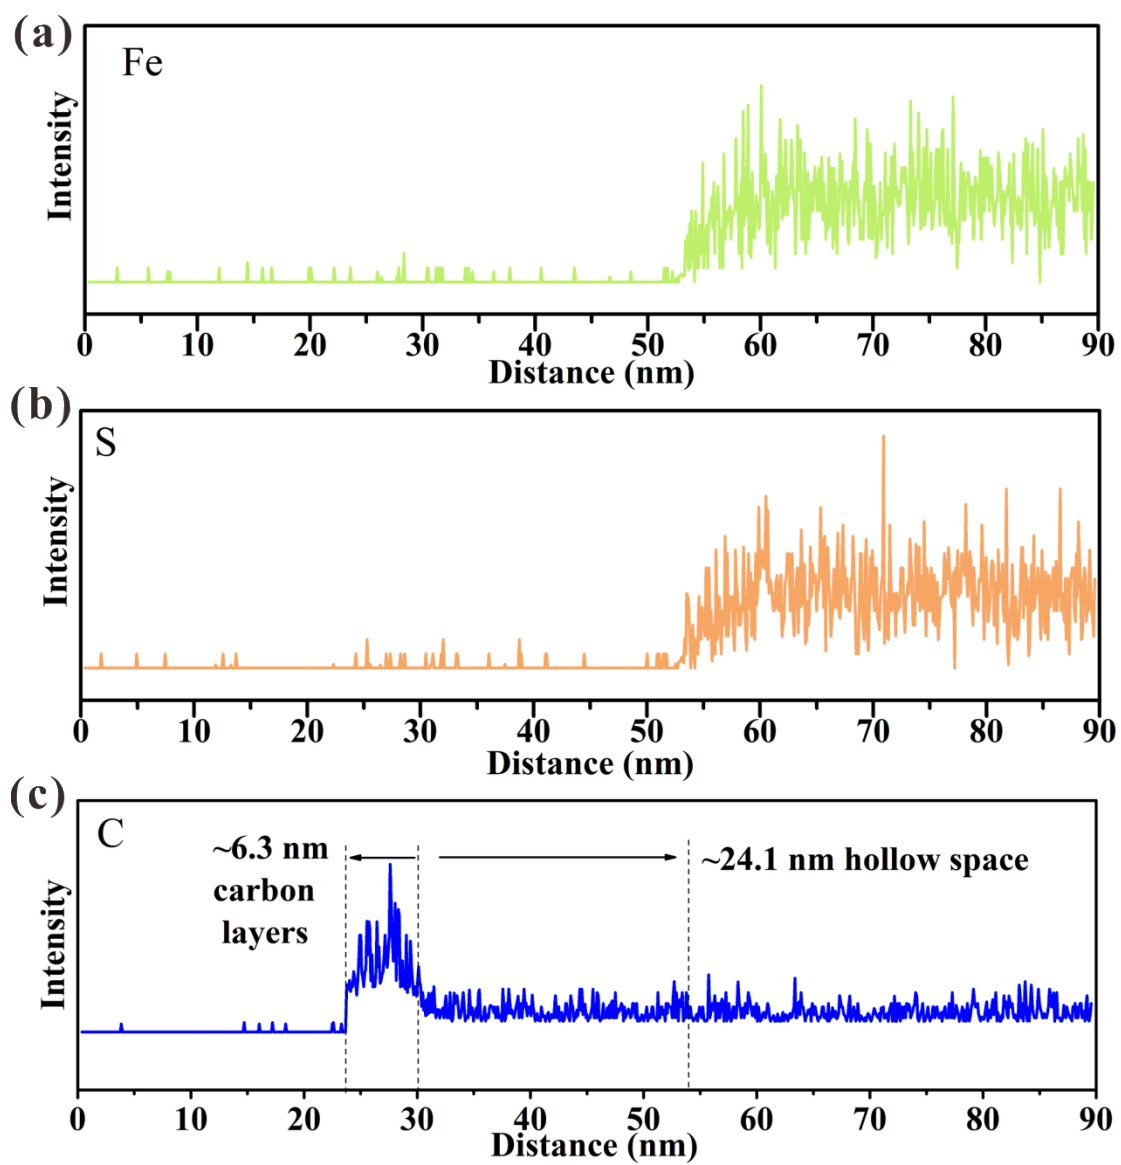 (a)
Fe
Intensity
0 10 20 30 40 50 60 70 80 90
Distance (nm)
(b)
S
Intensity
0 10 20 30 40 50 60 70 80 90
Distance (nm)
(c)
C
~6.3 nm
carbon
layers
~24.1 nm hollow space
Intensity
0 10 20 30 40 50 60 70 80 90
Distance (nm)